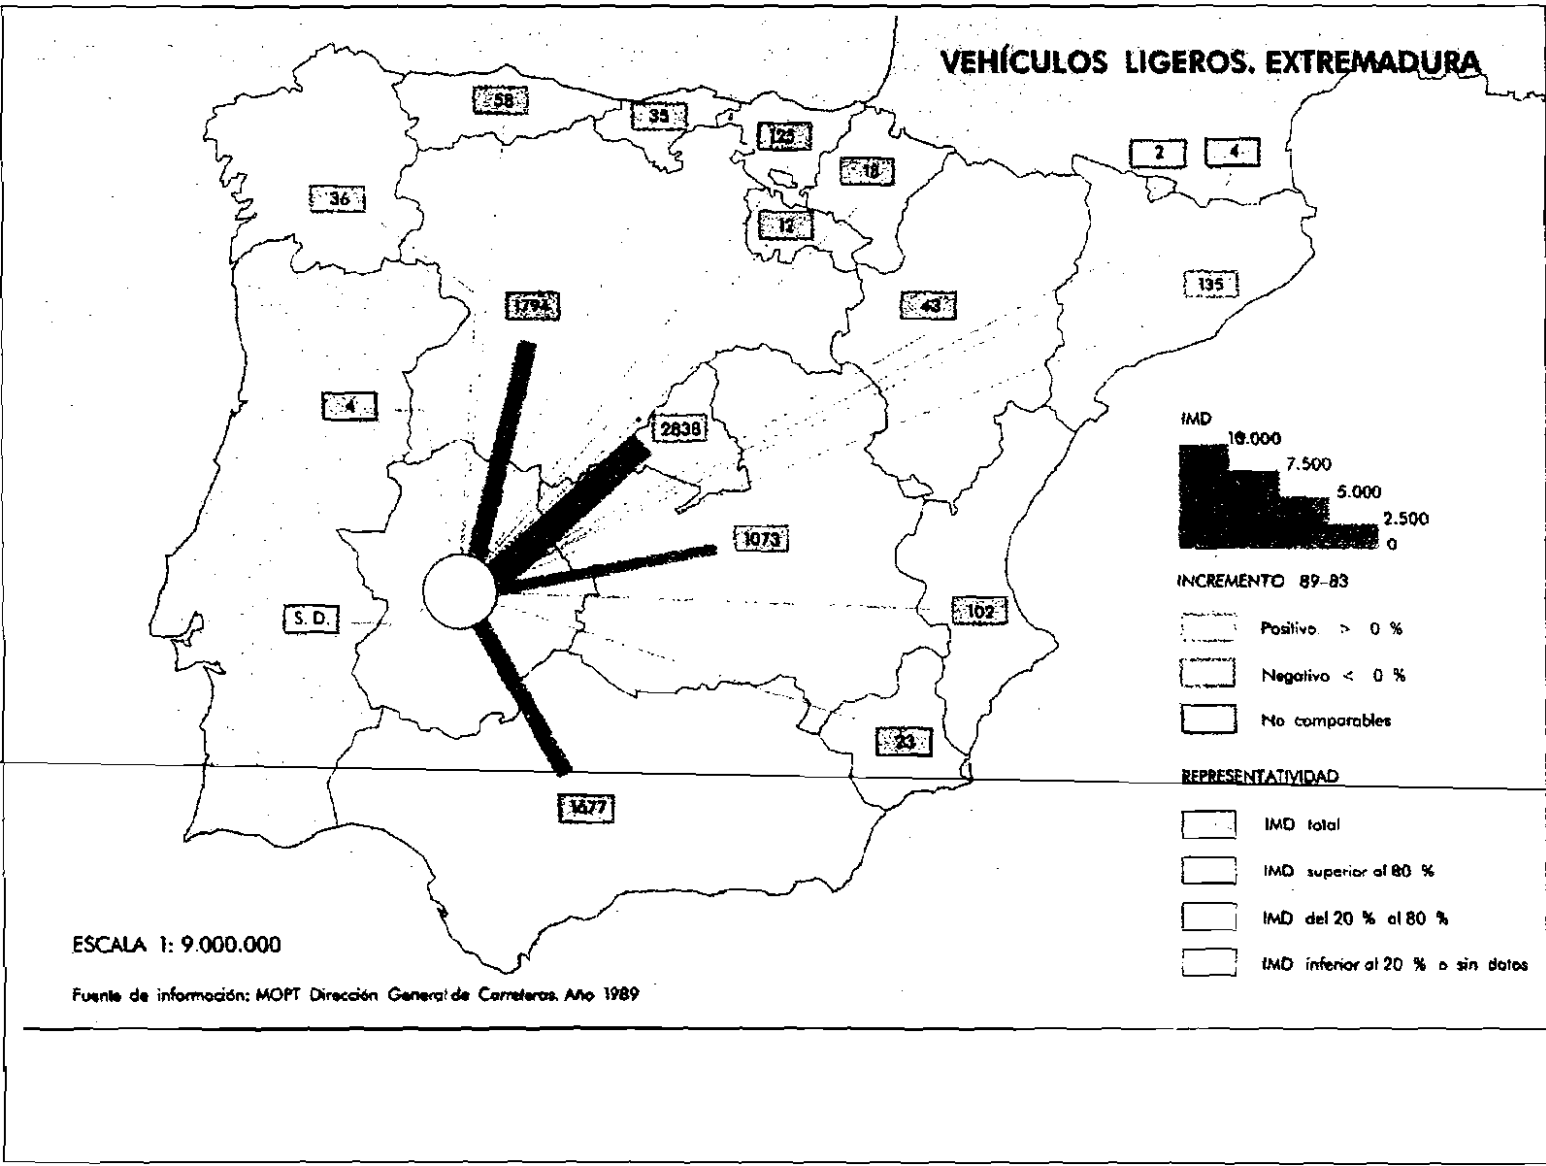 VEHÍCULOS LIGEROS. EXTREMADURA
58
35
125
2
4
18
36
12
135
1794
43
4
2838
IMD
10.000
7.500
5.000
2.500
0
1073
INCREMENTO 89-83
S. D.
102
Positivo > 0 %
Negativo < 0 %
No comparables
23
REPRESENTATIVIDAD
1677
IMD total
IMD superior al 80 %
IMD del 20 % al 80 %
IMD inferior al 20 % o sin datos
ESCALA 1: 9.000.000
Fuente de información: MOPT Dirección General de Carreteras. Año 1989